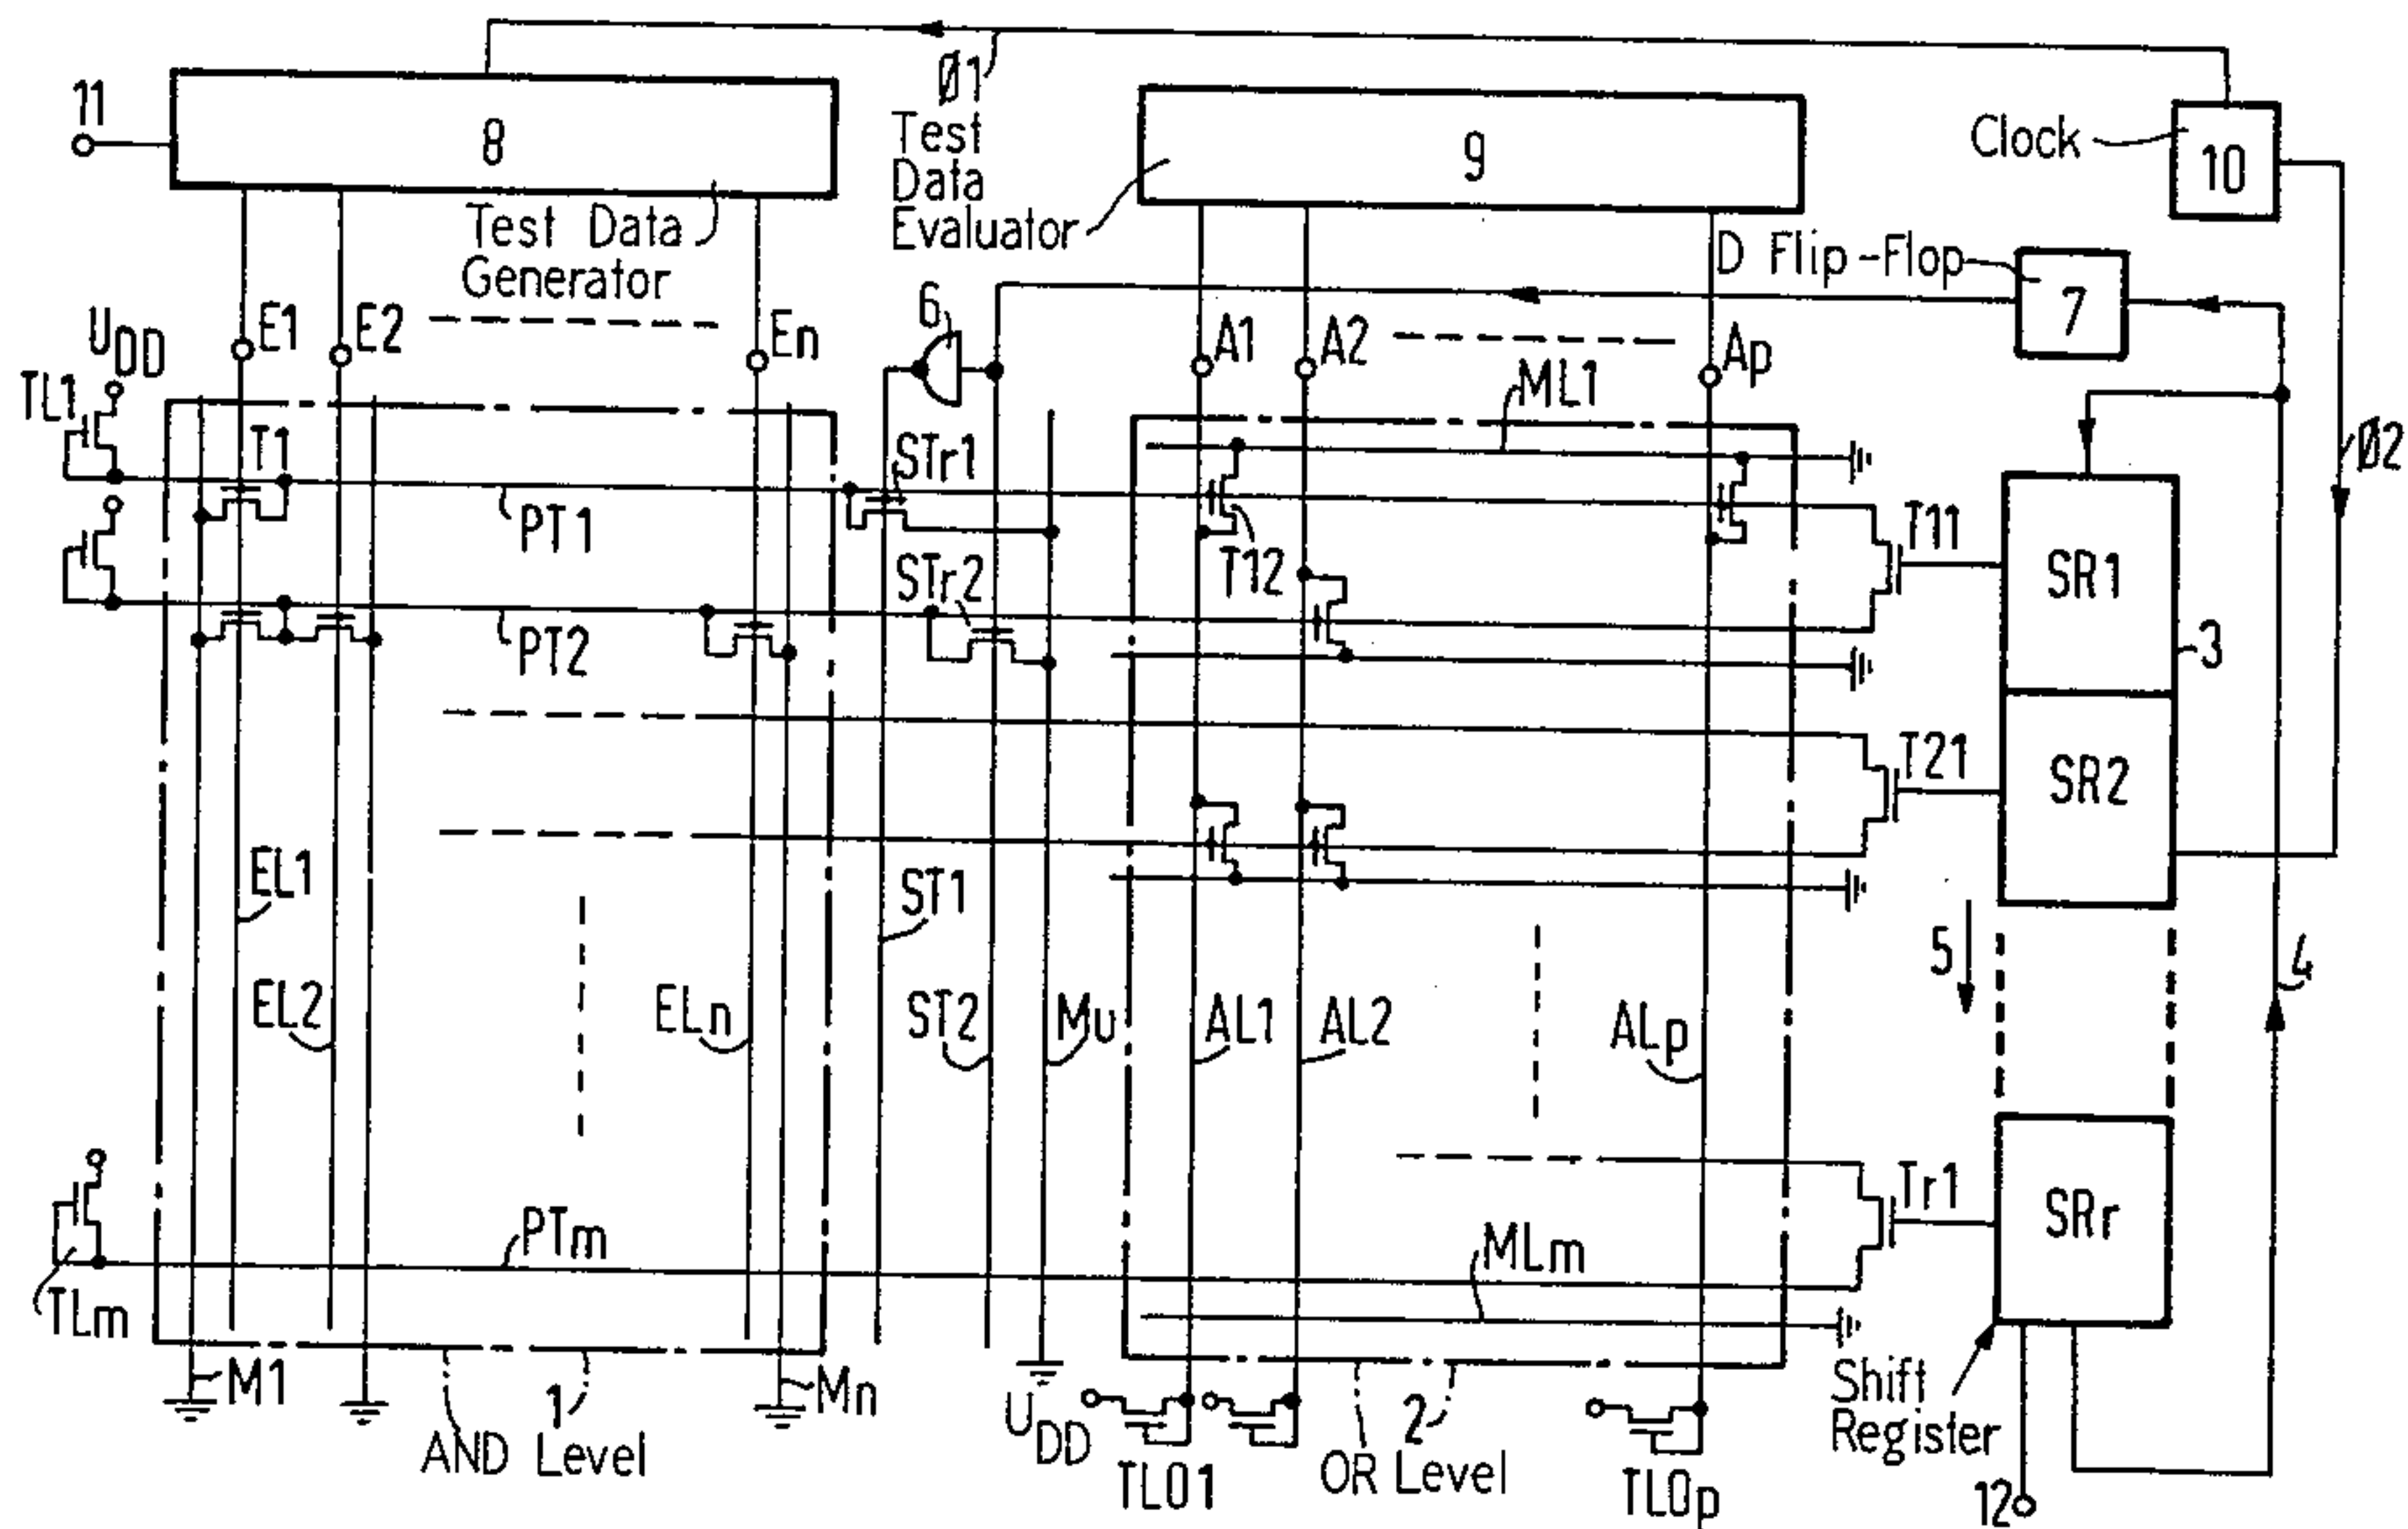 Ø1
11
8
Test
Data
Evaluator
9
Clock
10
Test Data
Generator
D Flip-Flop
7
UDD
E1
E2
En
6
A1
A2
Ap
ML1
TL1
T1
STr1
Ø2
PT1
T12
T11
SR1
STr2
PT2
3
T21
SR2
EL1
ST1
5
4
EL2
ELn
ST2
Mu
AL1
AL2
ALp
PTm
MLm
Tr1
SRr
TLm
M1
1
Mn
UDD
2
Shift
Register
AND Level
TLO1
OR Level
TLOp
12